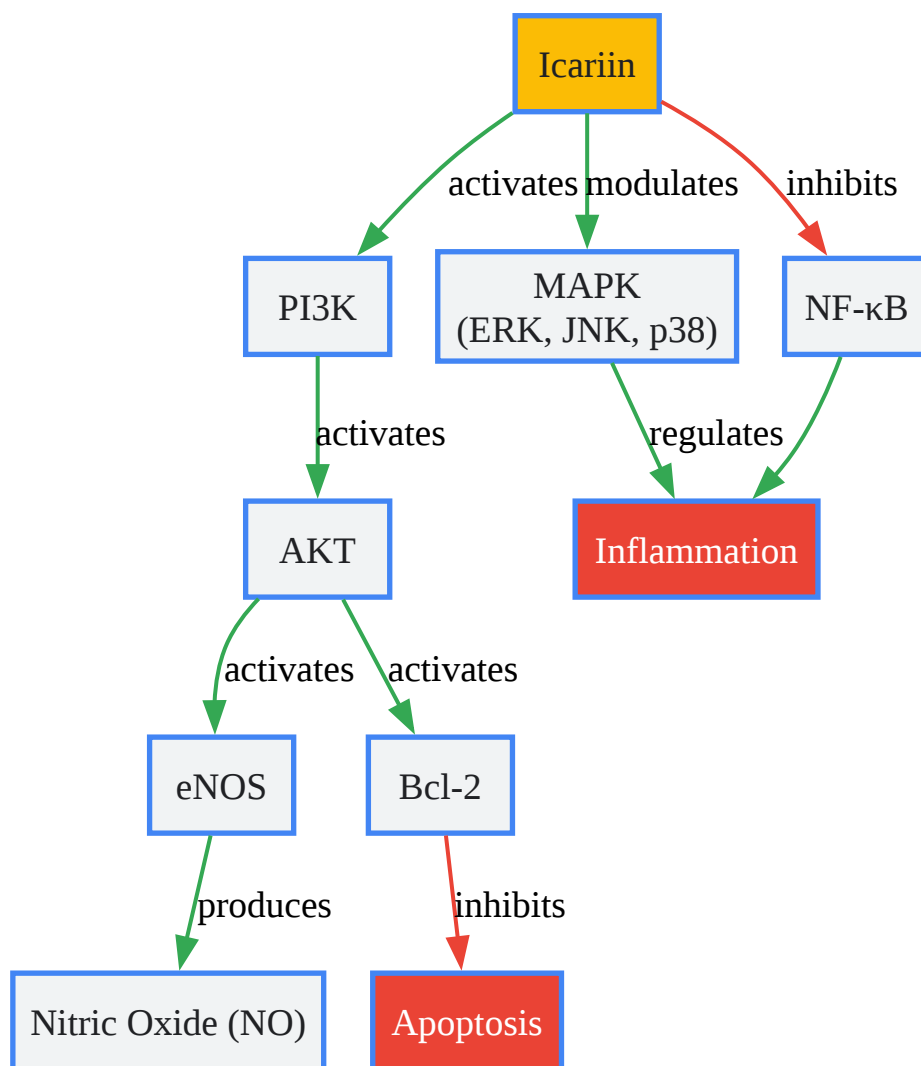 Icariin
activates
modulates
inhibits
PI3K
MAPK
(ERK, JNK, p38)
NF-κB
activates
regulates
AKT
Inflammation
activates
activates
eNOS
Bcl-2
produces
inhibits
Nitric Oxide (NO)
Apoptosis